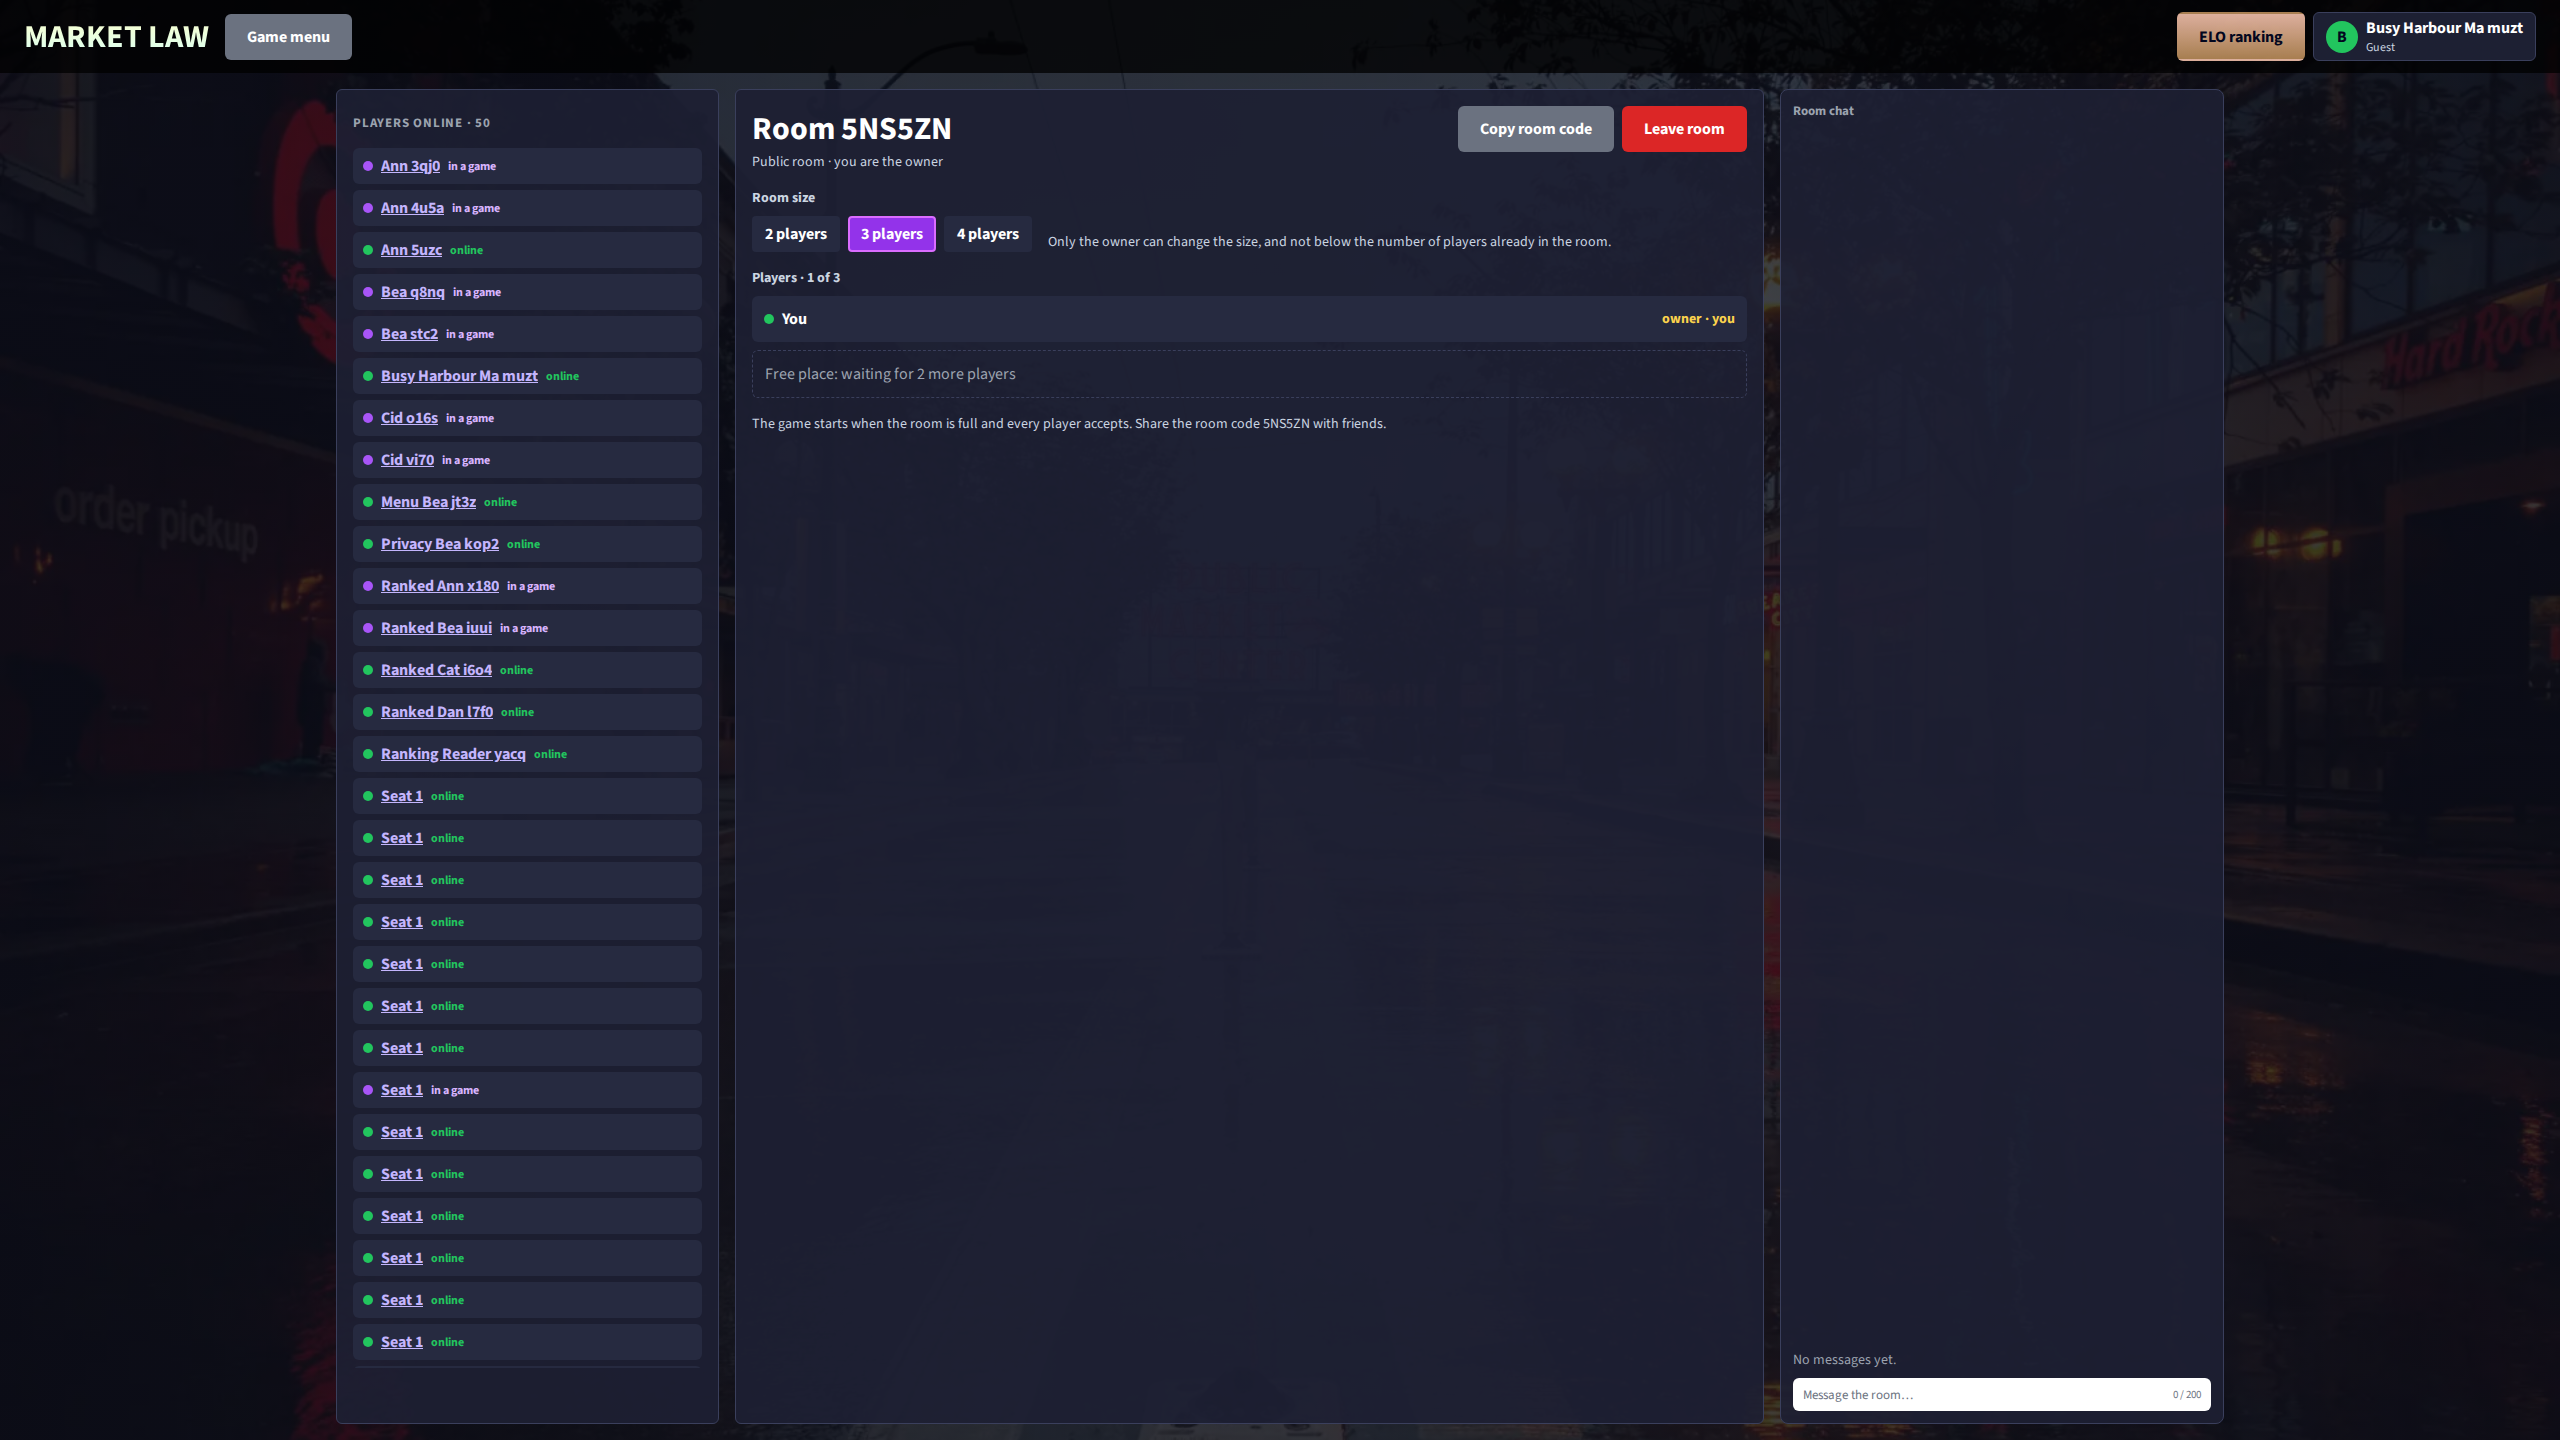 MARKET LAW
Game menu
ELO ranking
B
Busy Harbour Ma muzt
Guest
PLAYERS ONLINE · 50
Ann 3qj0 in a game
Ann 4u5a in a game
Ann 5uzc online
Bea q8nq in a game
Bea stc2 in a game
Busy Harbour Ma muzt online
Cid o16s in a game
Cid vi70 in a game
Menu Bea jt3z online
Privacy Bea kop2 online
Ranked Ann x180 in a game
Ranked Bea iuui in a game
Ranked Cat i6o4 online
Ranked Dan l7f0 online
Ranking Reader yacq online
Seat 1 online
Seat 1 online
Seat 1 online
Seat 1 online
Seat 1 online
Seat 1 online
Seat 1 online
Seat 1 in a game
Seat 1 online
Seat 1 online
Seat 1 online
Seat 1 online
Seat 1 online
Seat 1 online
Room 5NS5ZN
Copy room code
Leave room
Public room · you are the owner
Room size
2 players
3 players
4 players
Only the owner can change the size, and not below the number of players already in the room.
Players · 1 of 3
You
owner · you
Free place: waiting for 2 more players
The game starts when the room is full and every player accepts. Share the room code 5NS5ZN with friends.
Room chat
No messages yet.
Message the room…
0 / 200
order pickup
Hard Rock